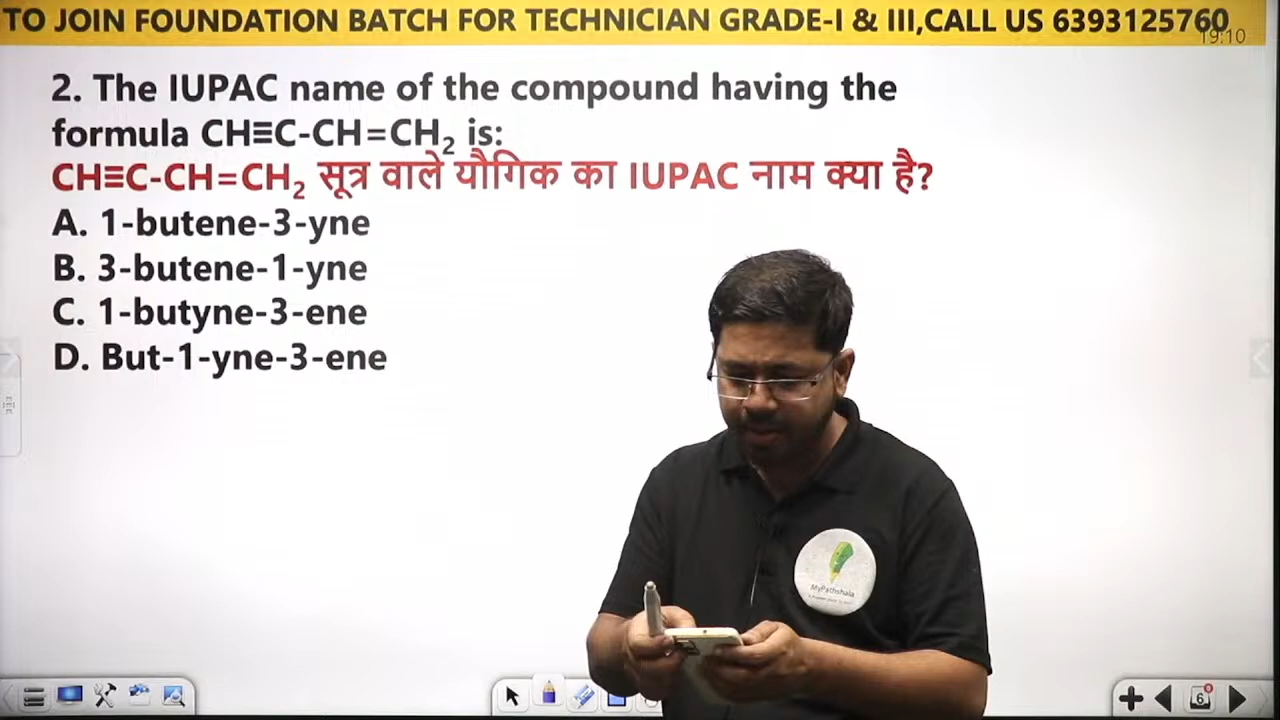 TO JOIN FOUNDATION BATCH FOR TECHNICIAN GRADE-I & III,CALL US 6393125760
19:10
2. The IUPAC name of the compound having the
formula CH≡C-CH=CH₂ is:
CH≡C-CH=CH₂ सूत्र वाले यौगिक का IUPAC नाम क्या है?
A. 1-butene-3-yne
B. 3-butene-1-yne
C. 1-butyne-3-ene
D. But-1-yne-3-ene
MyPathshala
6